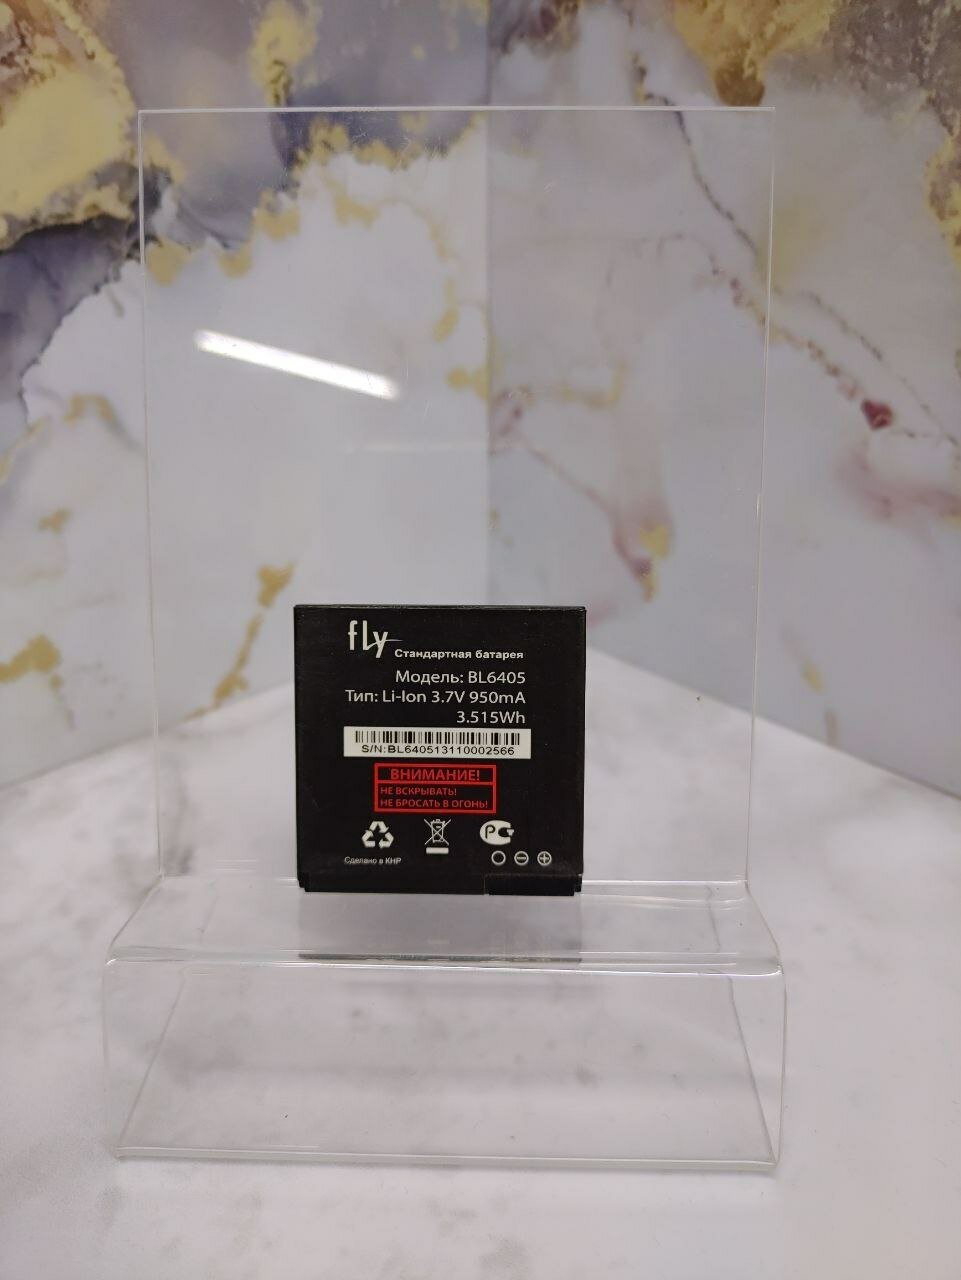 fly
Стандартная батарея
Модель: BL6405
Тип: Li-Ion 3.7V 950mA
3.515Wh
S/N:BL640513110002566
ВНИМАНИЕ!
НЕ ВСКРЫВАТЬ!
НЕ БРОСАТЬ В ОГОНЬ!
Сделано в КНР